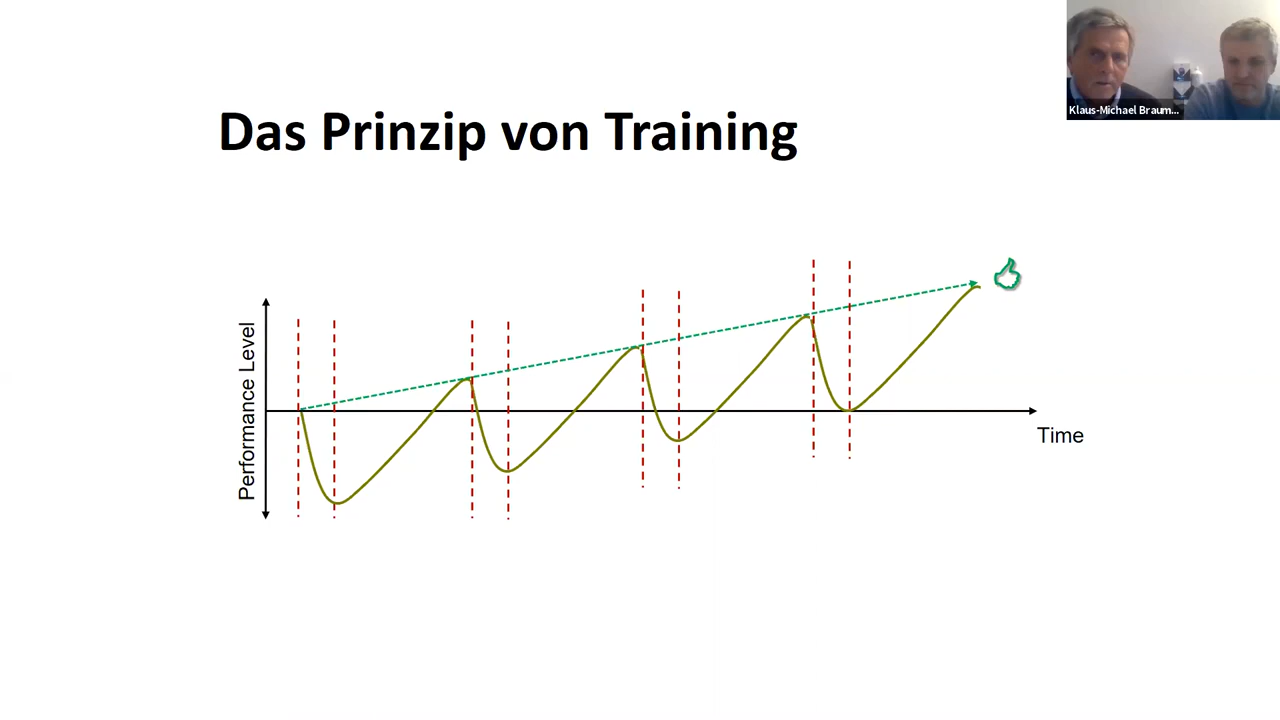 Klaus-Michael Braum...
Das Prinzip von Training
Performance Level
Time